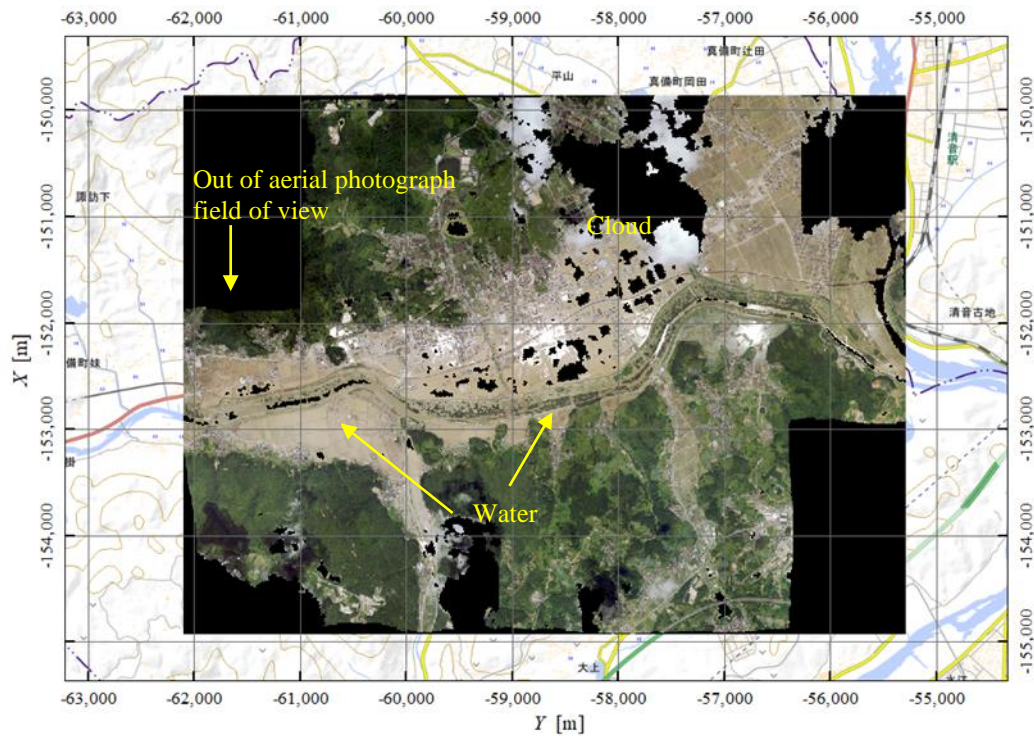 -63,000 -62,000 -61,000 -60,000 -59,000 -58,000 -57,000 -56,000 -55,000
真備町辻田
平山
真備町岡田
-150,000
-150,000
清音駅
Out of aerial photograph
field of view
諏訪下
-151,000
-151,000
Cloud
清音古地
-152,000
-152,000
X [m]
備町妹
-153,000
-153,000
掛
Water
-154,000
-154,000
-155,000
-155,000
大上
水江
-63,000 -62,000 -61,000 -60,000 -59,000 -58,000 -57,000 -56,000 -55,000
Y [m]